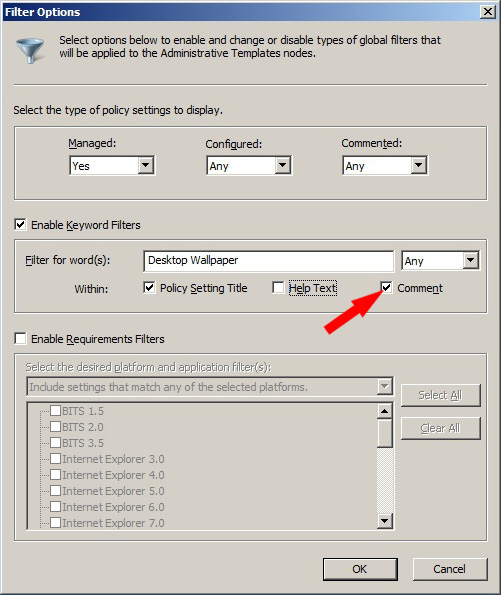 Filter Options
Select options below to enable and change or disable types of global filters that
will be applied to the Administrative Templates nodes.
Select the type of policy settings to display.
Managed: Configured: Commented:
Yes Any Any
Enable Keyword Filters
Filter for word(s): Desktop Wallpaper Any
Within: Policy Setting Title Help Text Comment
Enable Requirements Filters
Select the desired platform and application filter(s):
Include settings that match any of the selected platforms. Select All
BITS 1.5
BITS 2.0 Clear All
BITS 3.5
Internet Explorer 3.0
Internet Explorer 4.0
Internet Explorer 5.0
Internet Explorer 6.0
Internet Explorer 7.0
OK Cancel